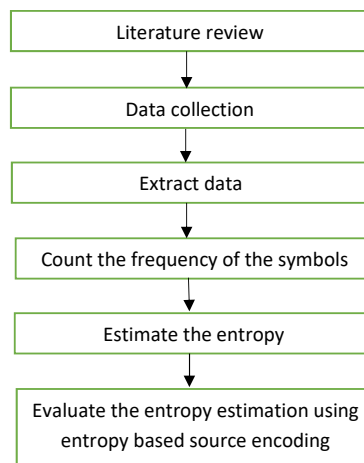 Literature review
Data collection
Extract data
Count the frequency of the symbols
Estimate the entropy
Evaluate the entropy estimation using
entropy based source encoding